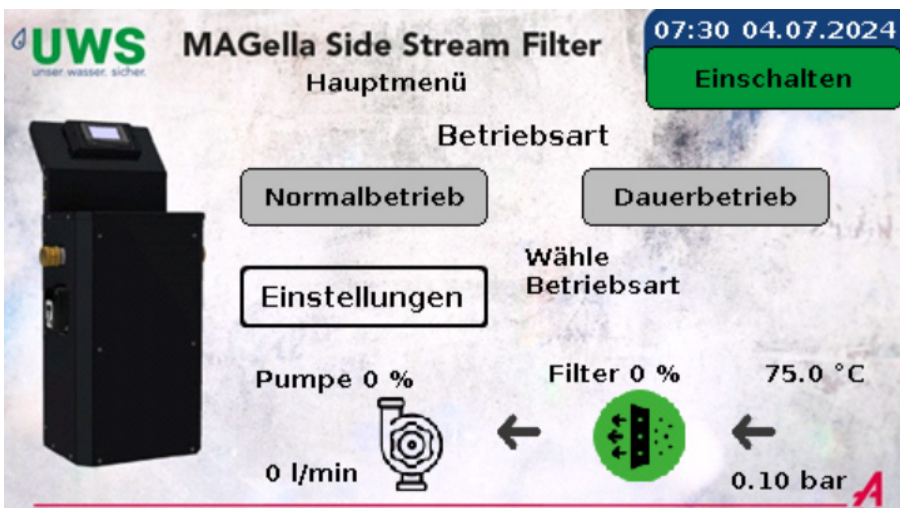 UWS
unser wasser. sicher.
MAGella Side Stream Filter
Hauptmenü
07:30 04.07.2024
Einschalten
Betriebsart
Normalbetrieb
Dauerbetrieb
Wähle
Betriebsart
Einstellungen
Pumpe 0 %
Filter 0 %
75.0 °C
0 l/min
0.10 bar